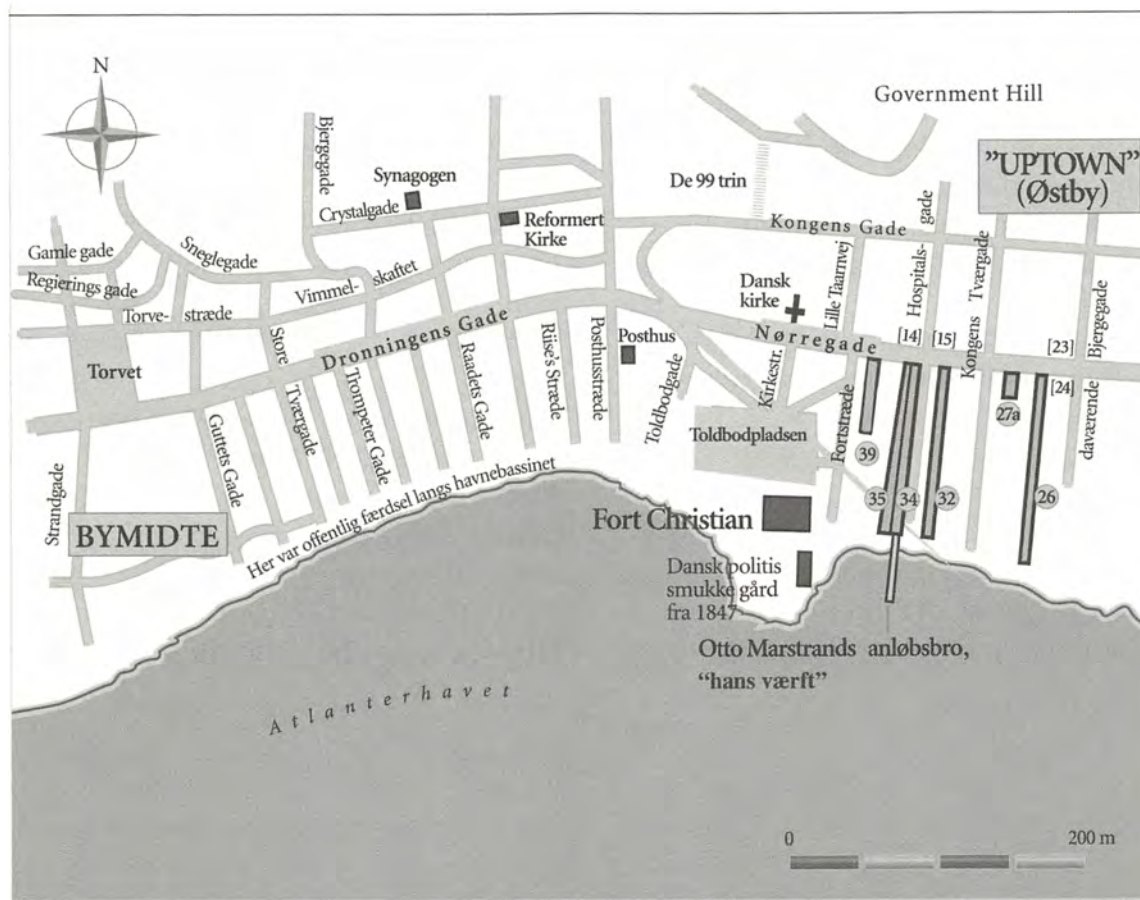 N
Government Hill
"UPTOWN"
(Østby)
Bjergegade
Synagogen
De 99 trin
Crystalgade
Reformert
Kirke
Kongens Gade
Hospitals-
gade
Gamle gade
Sneglegade
Regierings gade
Vimmel-
skaftet
Torve-
stræde
Dansk
kirke
Lille Taarnvej
Kongens Tværgade
Bjergegade
Dronningens Gade
Nørregade
[14]
[15]
[23]
[24]
Torvet
Store
Tværgade
Trompeter Gade
Raadets Gade
Riise's Stræde
Posthusstræde
Posthus
Toldbodgade
Kirkestr.
Toldbodpladsen
Fortstræde
daværende
27a
39
Guttets Gade
Strandgade
35
34
32
26
BYMIDTE
Her var offentlig færdsel langs havnebassinet
Fort Christian
Dansk politis
smukke gård
fra 1847
Otto Marstrands anløbsbro,
"hans værft"
Atlanterhavet
0
200 m